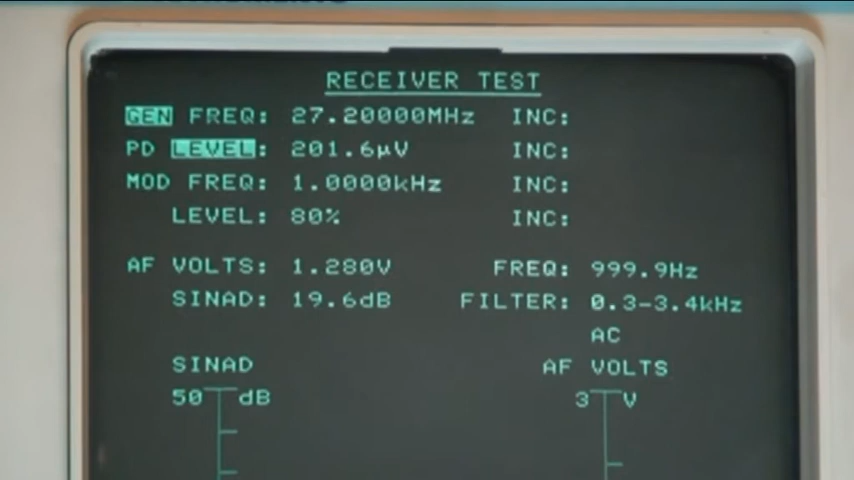 RECEIVER TEST
GEN FREQ: 27.20000MHz INC:
PD LEVEL: 201.6µV INC:
MOD FREQ: 1.0000kHz INC:
LEVEL: 80% INC:
AF VOLTS: 1.280V FREQ: 999.9Hz
SINAD: 19.6dB FILTER: 0.3-3.4kHz
AC
SINAD AF VOLTS
50 dB 3 V